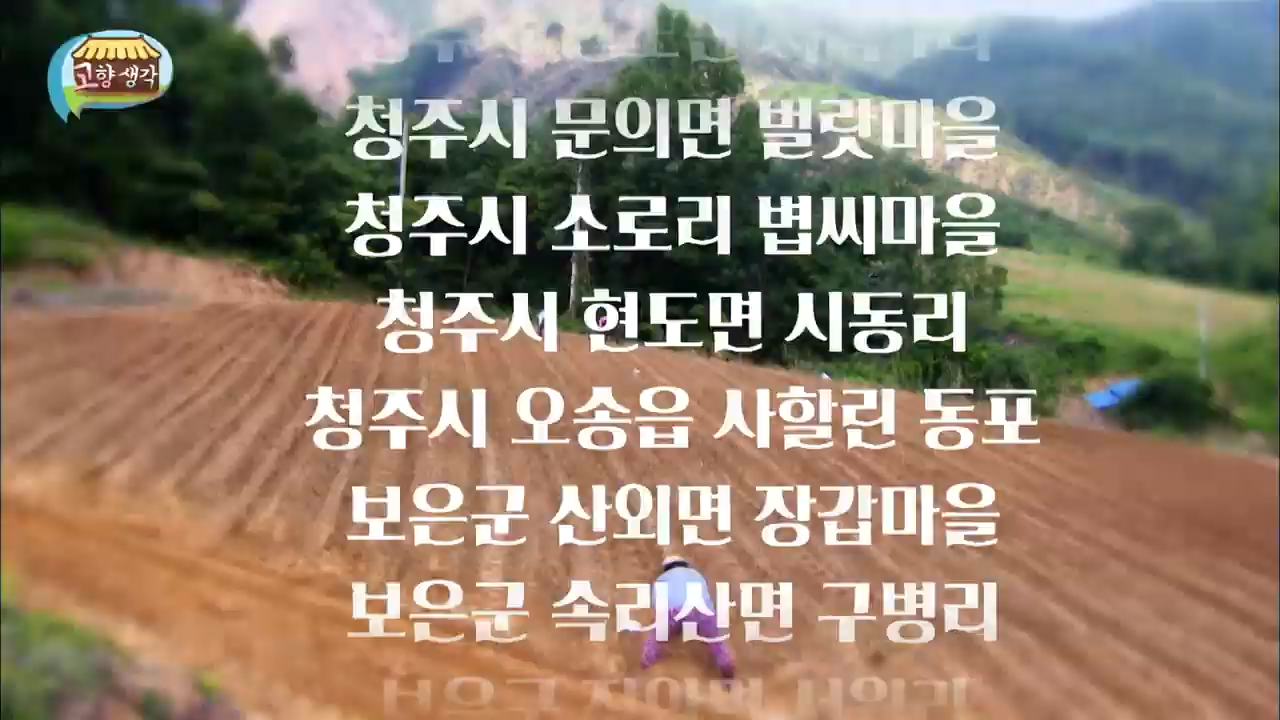 고향 생각
청주시 문의면 벌랏마을
청주시 소로리 볍씨마을
청주시 현도면 시동리
청주시 오송읍 사할린 동포
보은군 산외면 장갑마을
보은군 속리산면 구병리